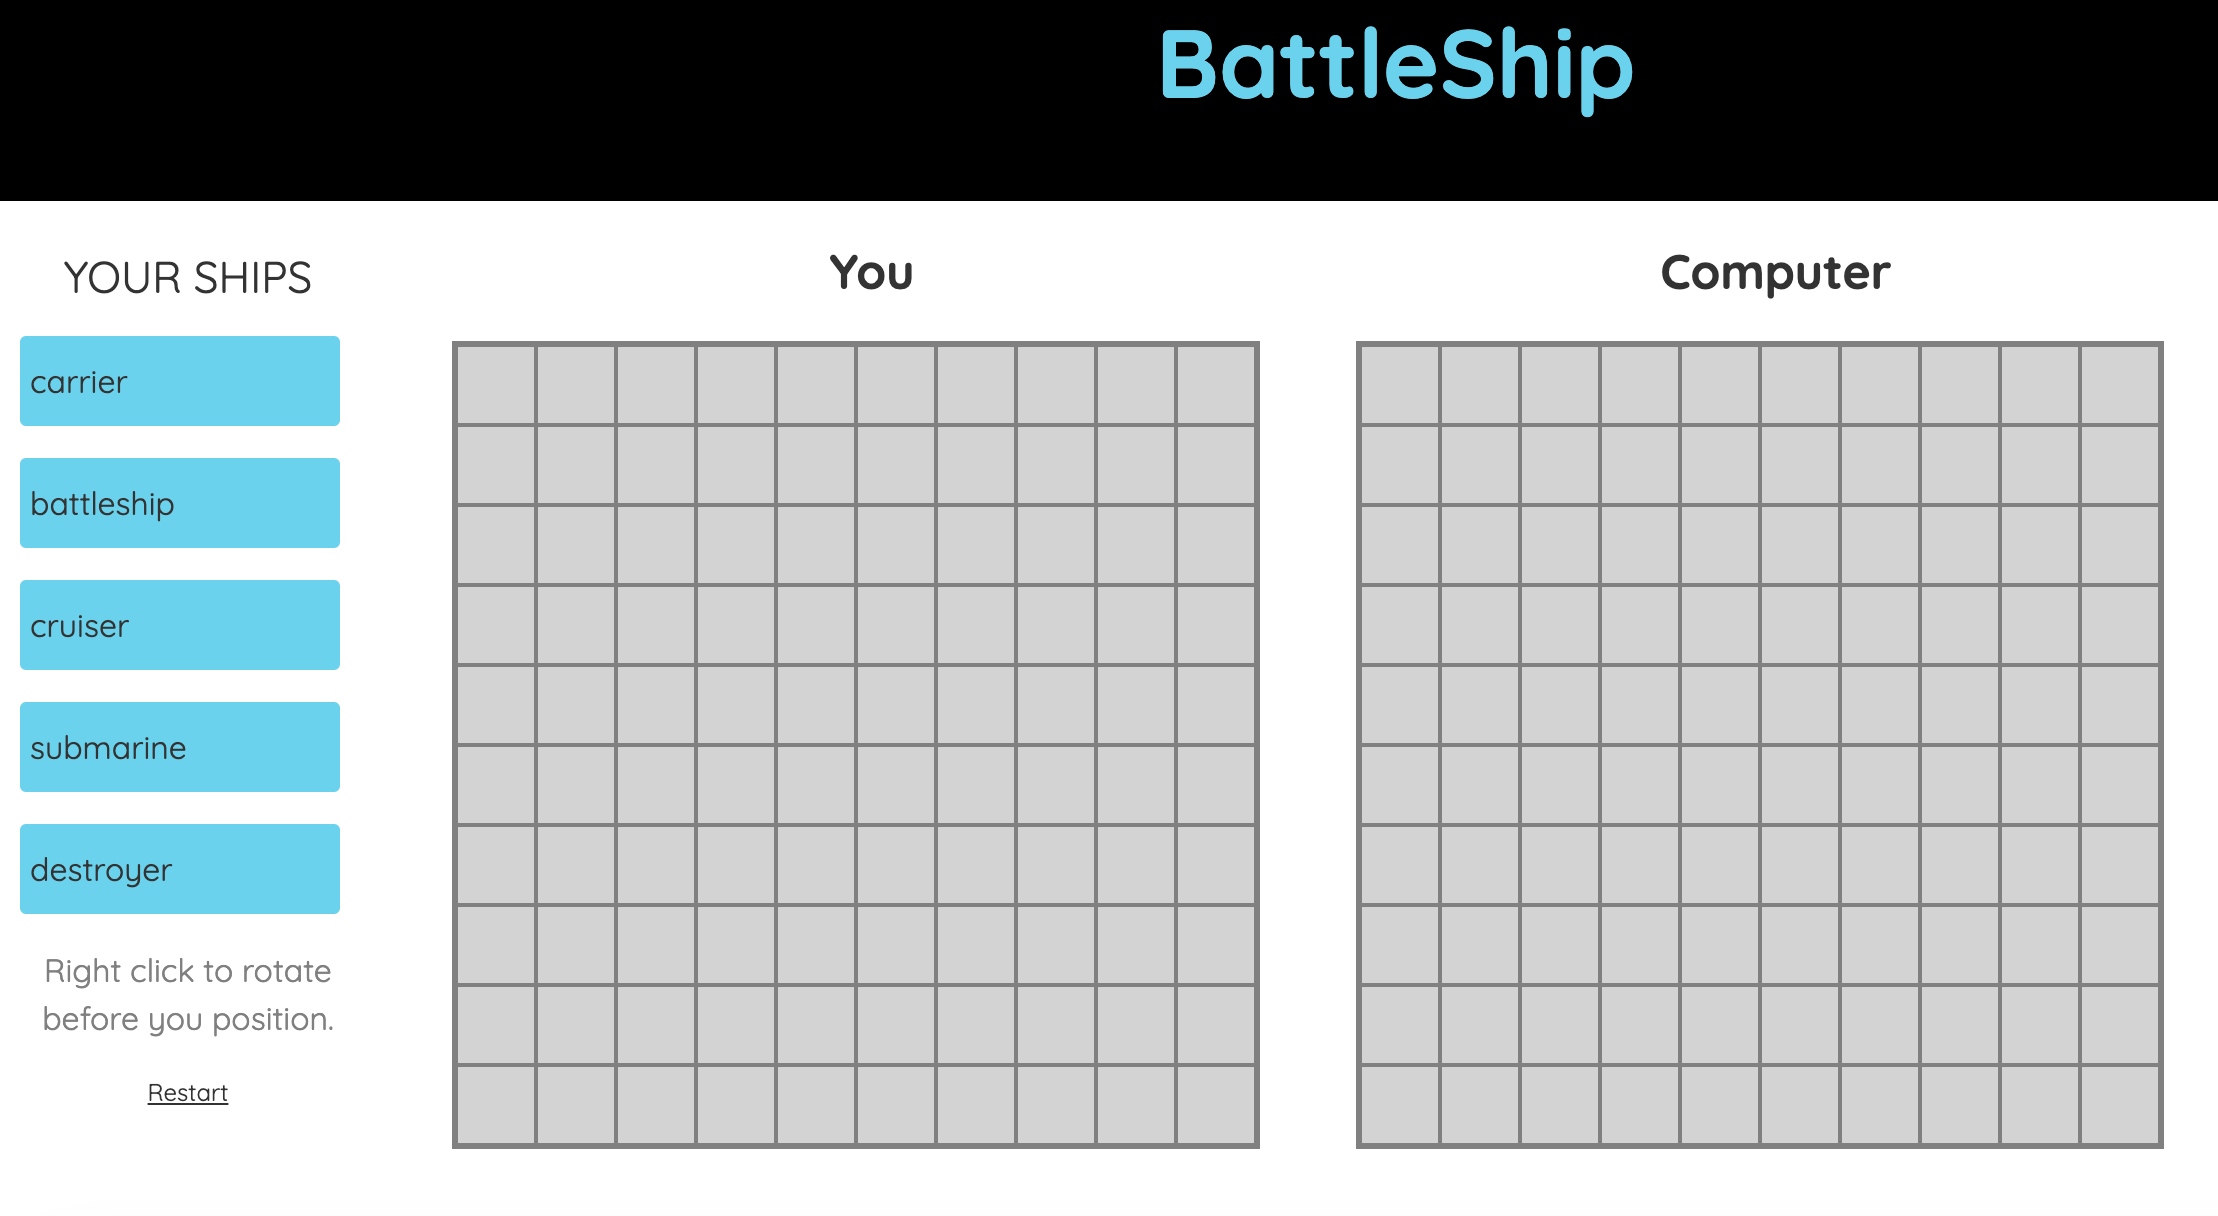 BattleShip
YOUR SHIPS
carrier
battleship
cruiser
submarine
destroyer
Right click to rotate
before you position.
Restart
You
Computer